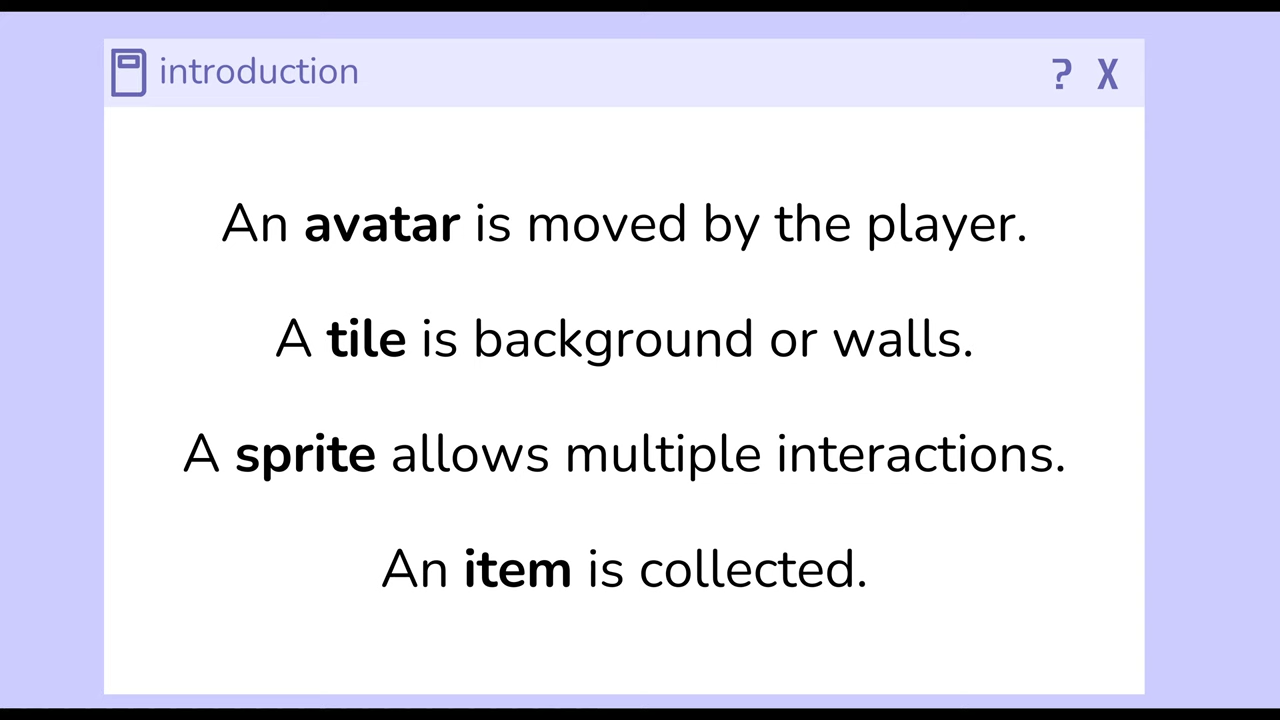 introduction
? X
An avatar is moved by the player.
A tile is background or walls.
A sprite allows multiple interactions.
An item is collected.